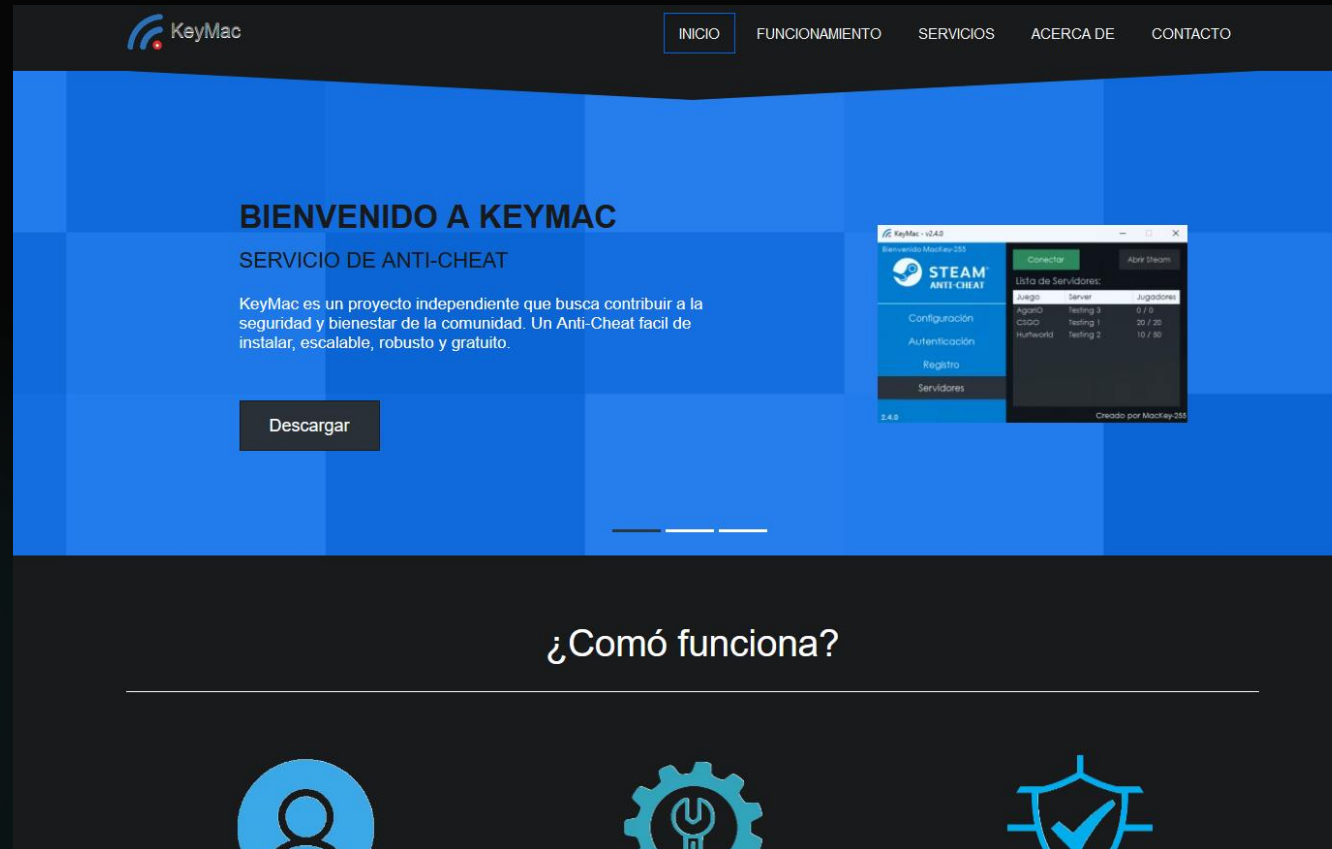 KeyMac
INICIO FUNCIONAMIENTO SERVICIOS ACERCA DE CONTACTO
BIENVENIDO A KEYMAC
SERVICIO DE ANTI-CHEAT
KeyMac es un proyecto independiente que busca contribuir a la
seguridad y bienestar de la comunidad. Un Anti-Cheat facil de
instalar, escalable, robusto y gratuito.
Descargar
KeyMac - v2.4.0
Bienvenido MacKey-255
STEAM
ANTI-CHEAT
Configuración
Autenticación
Registro
Servidores
2.4.0
Conectar Abrir Steam
Lista de Servidores:
Juego Server Jugadores
AgarIO Testing 3 0 / 0
CSGO Testing 1 20 / 20
Hurtworld Testing 2 10 / 50
Creado por MacKey-255
¿Comó funciona?